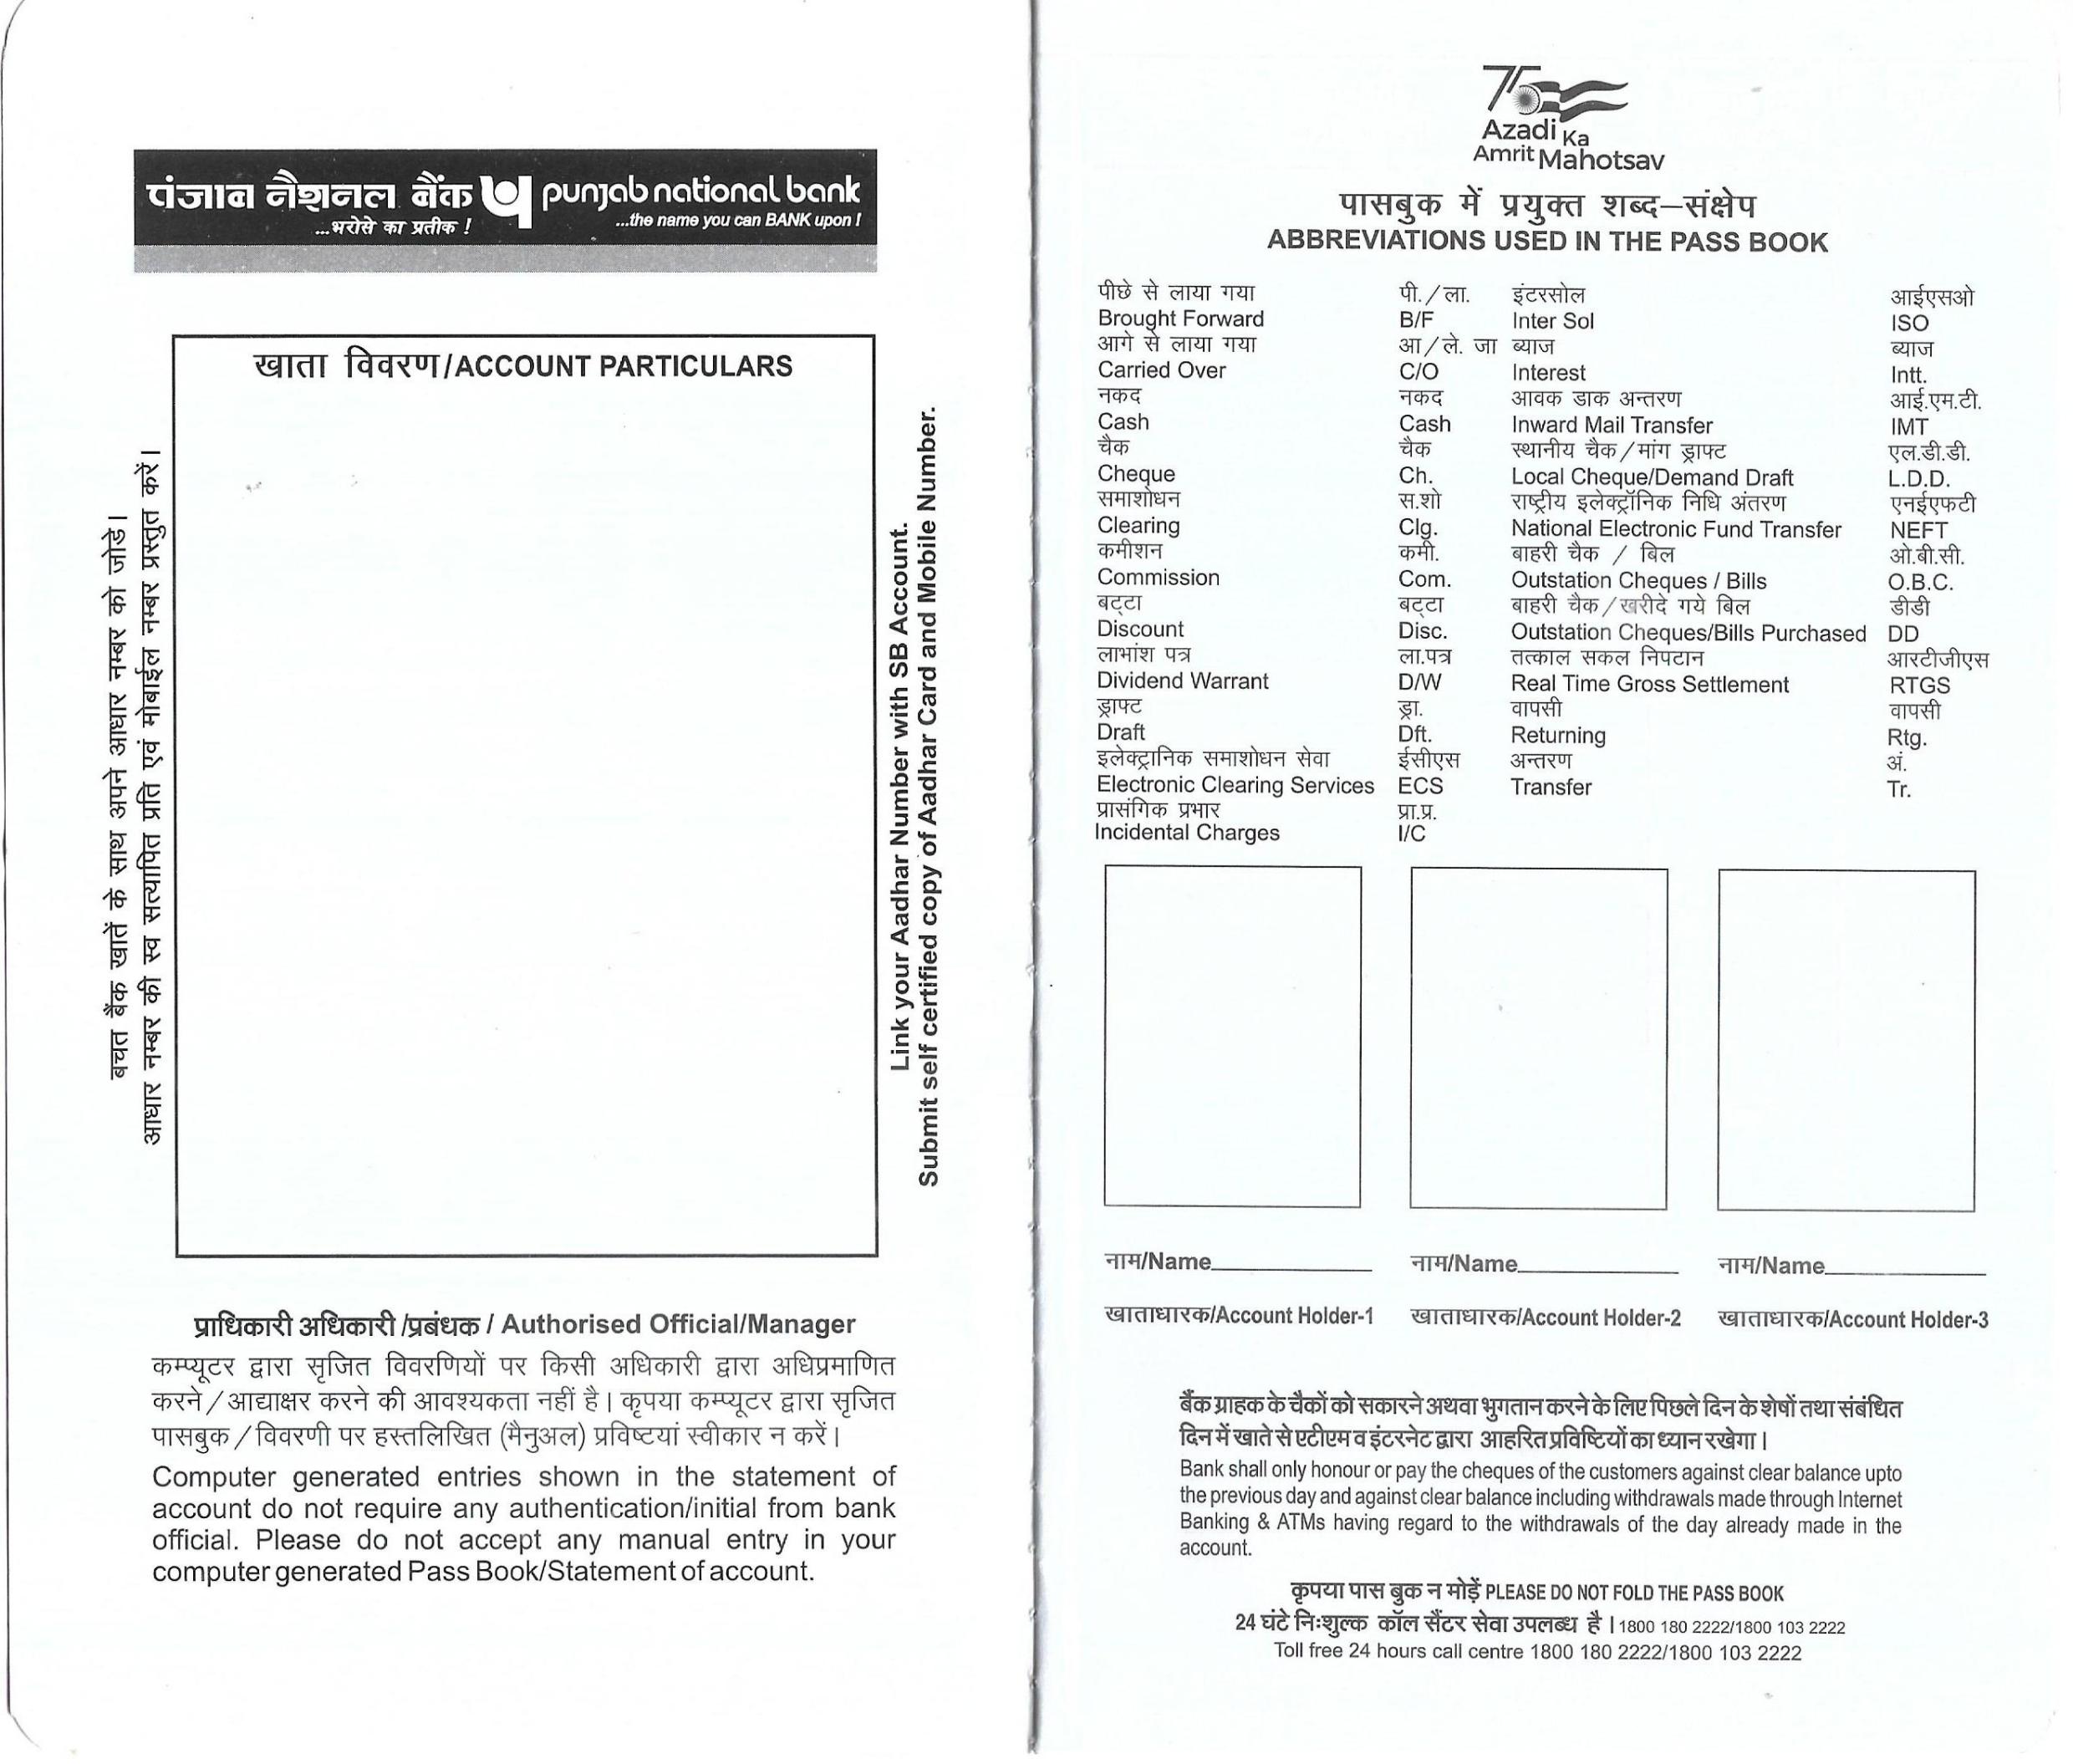 पंजाब नैशनल बैंक punjab national bank
...भरोसे का प्रतीक ! ...the name you can BANK upon !
खाता विवरण/ACCOUNT PARTICULARS
बचत बैंक खातें के साथ अपने आधार नम्बर को जोडें।
आधार नम्बर की स्व सत्यापित प्रति एवं मोबाईल नम्बर प्रस्तुत करें।
Link your Aadhar Number with SB Account.
Submit self certified copy of Aadhar Card and Mobile Number.
प्राधिकारी अधिकारी /प्रबंधक / Authorised Official/Manager
कम्प्यूटर द्वारा सृजित विवरणियों पर किसी अधिकारी द्वारा अधिप्रमाणित
करने/आद्याक्षर करने की आवश्यकता नहीं है। कृपया कम्प्यूटर द्वारा सृजित
पासबुक/विवरणी पर हस्तलिखित (मैनुअल) प्रविष्टयां स्वीकार न करें।
Computer generated entries shown in the statement of
account do not require any authentication/initial from bank
official. Please do not accept any manual entry in your
computer generated Pass Book/Statement of account.
75
Azadi Ka
Amrit Mahotsav
पासबुक में प्रयुक्त शब्द–संक्षेप
ABBREVIATIONS USED IN THE PASS BOOK
पीछे से लाया गया पी./ला. इंटरसोल आईएसओ
Brought Forward B/F Inter Sol ISO
आगे से लाया गया आ/ले. जा ब्याज ब्याज
Carried Over C/O Interest Intt.
नकद नकद आवक डाक अन्तरण आई.एम.टी.
Cash Cash Inward Mail Transfer IMT
चैक चैक स्थानीय चैक/मांग ड्राफ्ट एल.डी.डी.
Cheque Ch. Local Cheque/Demand Draft L.D.D.
समाशोधन स.शो राष्ट्रीय इलेक्ट्रॉनिक निधि अंतरण एनईएफटी
Clearing Clg. National Electronic Fund Transfer NEFT
कमीशन कमी. बाहरी चैक / बिल ओ.बी.सी.
Commission Com. Outstation Cheques / Bills O.B.C.
बट्टा बट्टा बाहरी चैक/खरीदे गये बिल डीडी
Discount Disc. Outstation Cheques/Bills Purchased DD
लाभांश पत्र ला.पत्र तत्काल सकल निपटान आरटीजीएस
Dividend Warrant D/W Real Time Gross Settlement RTGS
ड्राफ्ट ड्रा. वापसी वापसी
Draft Dft. Returning Rtg.
इलेक्ट्रानिक समाशोधन सेवा ईसीएस अन्तरण अं.
Electronic Clearing Services ECS Transfer Tr.
प्रासंगिक प्रभार प्रा.प्र.
Incidental Charges I/C
नाम/Name नाम/Name नाम/Name
खाताधारक/Account Holder-1 खाताधारक/Account Holder-2 खाताधारक/Account Holder-3
बैंक ग्राहक के चैकों को सकारने अथवा भुगतान करने के लिए पिछले दिन के शेषों तथा संबंधित
दिन में खाते से एटीएम व इंटरनेट द्वारा आहरित प्रविष्टियों का ध्यान रखेगा।
Bank shall only honour or pay the cheques of the customers against clear balance upto
the previous day and against clear balance including withdrawals made through Internet
Banking & ATMs having regard to the withdrawals of the day already made in the
account.
कृपया पास बुक न मोड़ें PLEASE DO NOT FOLD THE PASS BOOK
24 घंटे निःशुल्क कॉल सैंटर सेवा उपलब्ध है। 1800 180 2222/1800 103 2222
Toll free 24 hours call centre 1800 180 2222/1800 103 2222